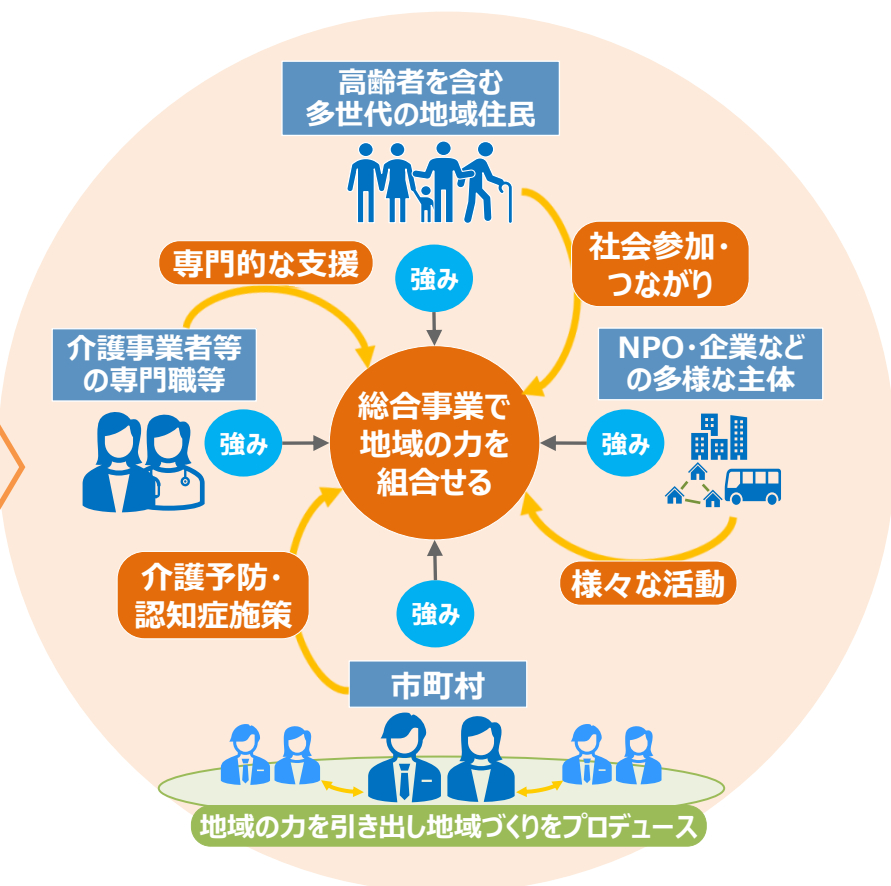 高齢者を含む
多世代の地域住民
専門的な支援
強み
社会参加・
つながり
介護事業者等
の専門職等
強み
総合事業で
地域の力を
組合せる
強み
NPO・企業など
の多様な主体
介護予防・
認知症施策
強み
様々な活動
市町村
地域の力を引き出し地域づくりをプロデュース